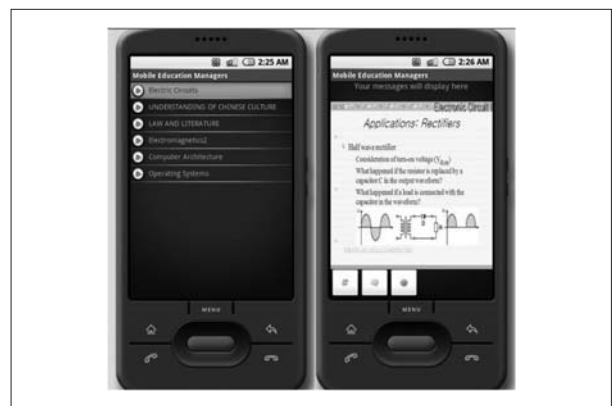 2:25 AM
Mobile Education Managers
Electric Circuits
UNDERSTANDING OF CHINESE CULTURE
LAW AND LITERATURE
Electromagnetics2
Computer Architecture
Operating Systems
MENU
2:26 AM
Mobile Education Managers
Your messages will display here
Electronic Circuit
Applications: Rectifiers
Half wave rectifier
Consideration of turn-on voltage
What happened if the resistor is replaced by a
capacitor C in the output waveform?
What happened if a load is connected with the
capacitor in the waveform?
MENU